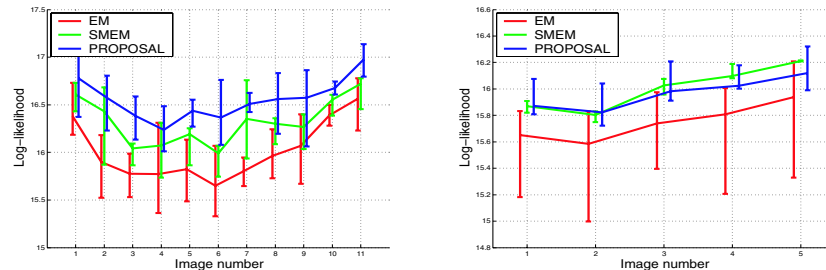 17.5
17
16.5
16
15.5
15
Log-likelihood
EM
SMEM
PROPOSAL
1 2 3 4 5 6 7 8 9 10 11
Image number
16.6
16.4
16.2
16
15.8
15.6
15.4
15.2
15
14.8
Log-likelihood
EM
SMEM
PROPOSAL
1 2 3 4 5
Image number